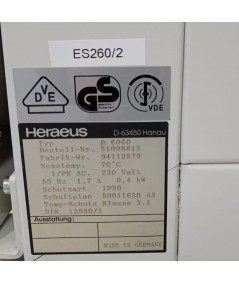 ES260/2
DVE
GS
VDE
Heraeus
D-63450 Hanau
Typ B 6060
Bestell-Nr. 51008815
Fabrik-Nr. 94112579
Nenntemp. 70°C
1/PE AC, 230 Volt
50 Hz 1,7 A 0,4 kW
Schutzart IP20
Schaltplan 50011626 A3
Temp-Schutz Klasse 3.1
DIN 12880/1
Ausstattung:
MADE IN GERMANY